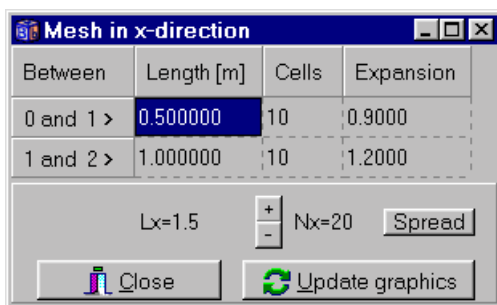 Mesh in x-direction
Between Length [m] Cells Expansion
0 and 1 > 0.500000 10 0.9000
1 and 2 > 1.000000 10 1.2000
Lx=1.5 + - Nx=20 Spread
Close Update graphics